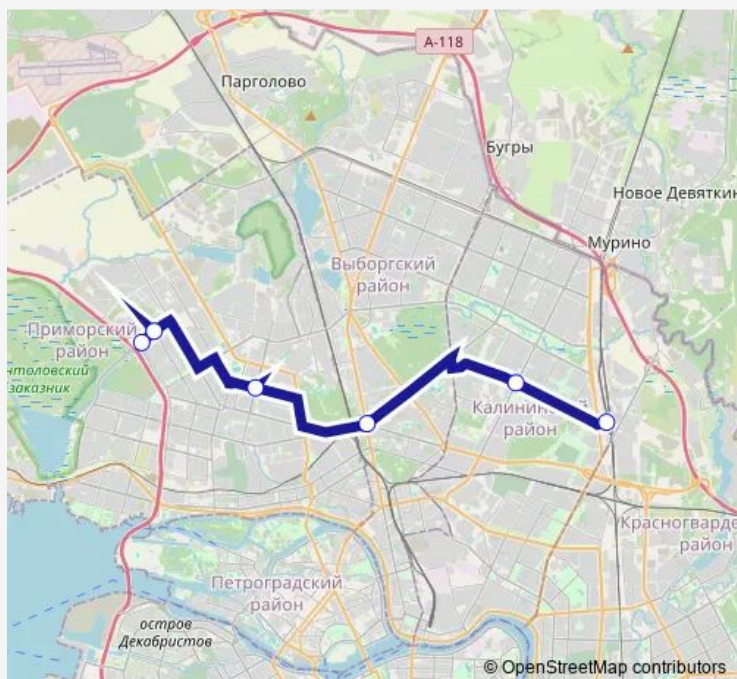 А-118
Парголово
Бугры
Новое Девяткин
Мурино
Выборгский
район
Приморский
район
нтоловский
заказник
Калининский
район
Красногварде
район
Петроградский
район
остров
Декабристов
© OpenStreetMap contributors